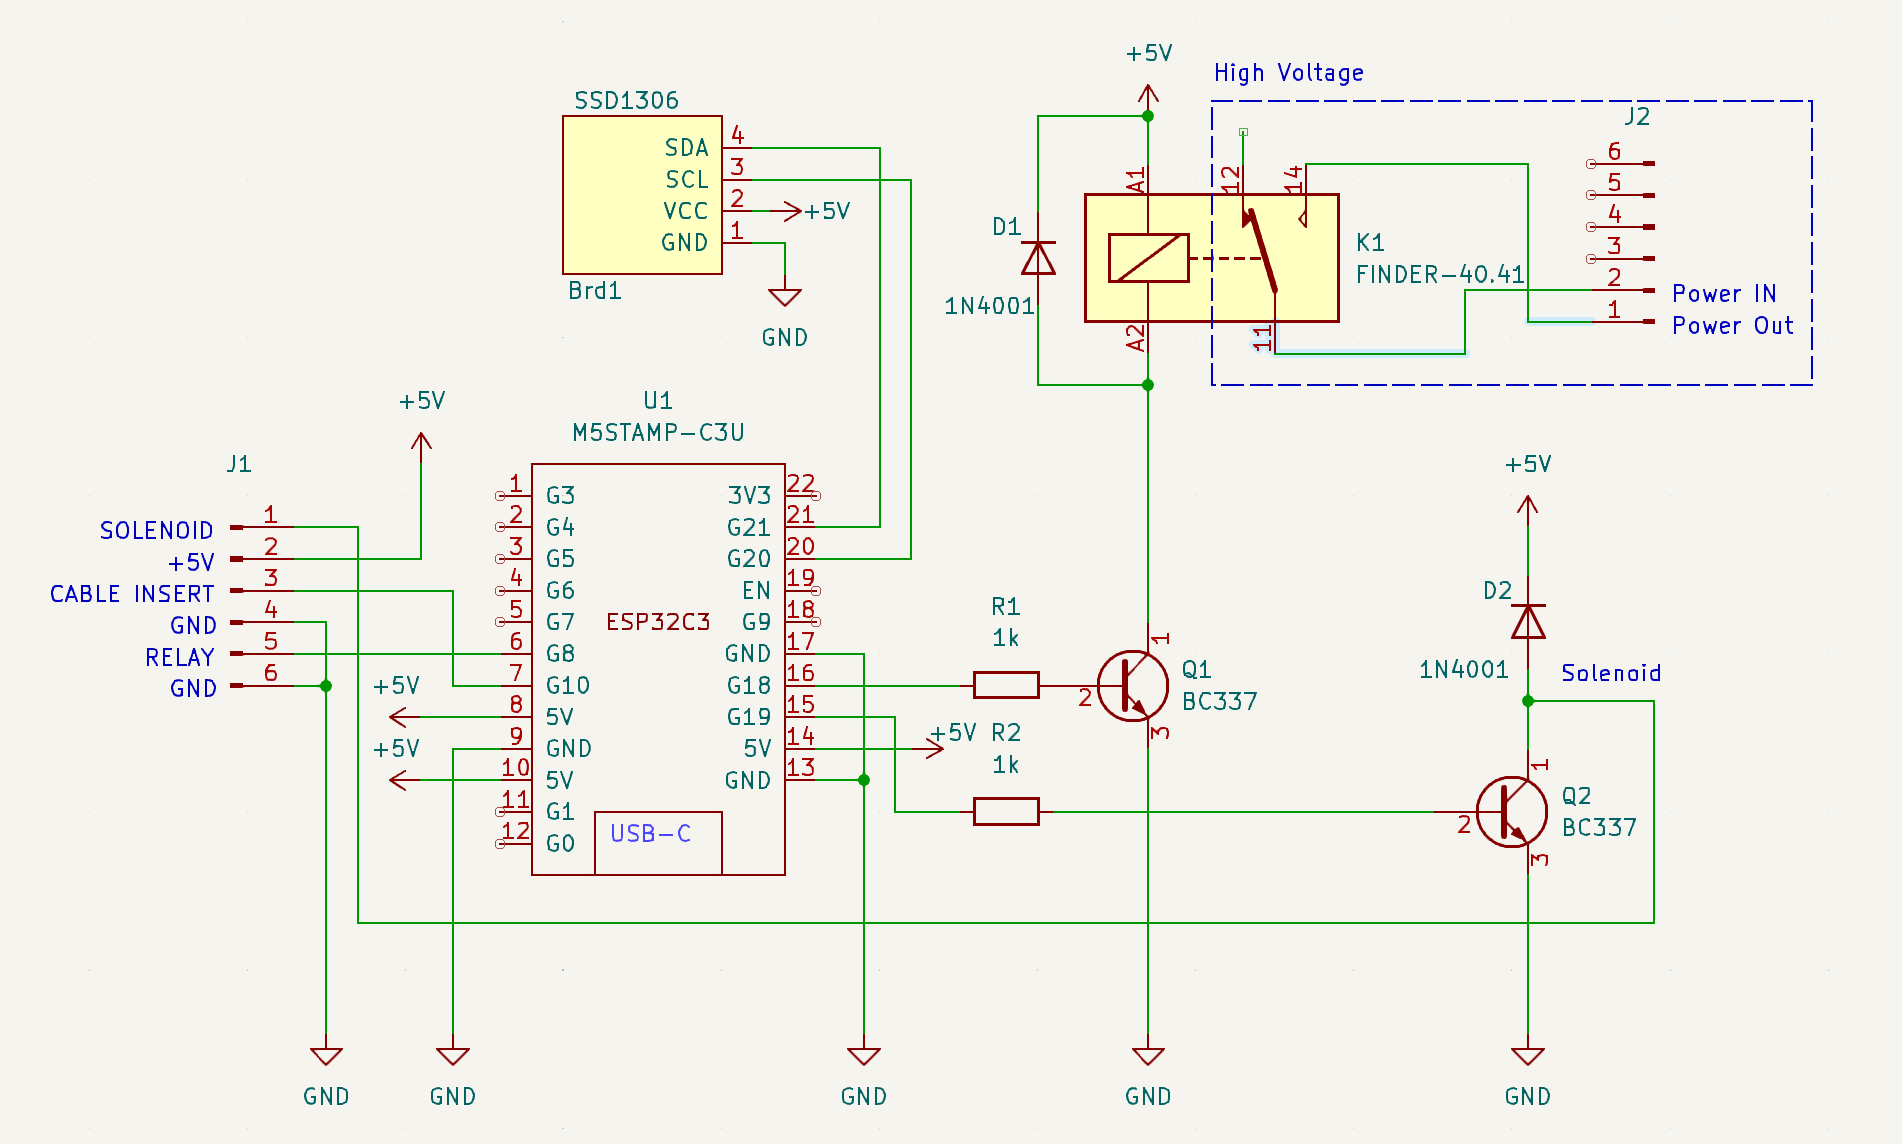 +5V
High Voltage
SSD1306
J2
SDA 4
SCL 3
VCC 2 +5V
GND 1
Brd1
GND
A1
12
14
D1
1N4001
K1
FINDER-40.41
A2
11
6
5
4
3
2 Power IN
1 Power Out
+5V
U1
M5STAMP-C3U
J1
SOLENOID 1
+5V 2
CABLE INSERT 3
GND 4
RELAY 5
GND 6
+5V
+5V
1 G3 3V3 22
2 G4 G21 21
3 G5 G20 20
4 G6 EN 19
5 G7 ESP32C3 G9 18
6 G8 GND 17
7 G10 G18 16
8 5V G19 15
9 GND 5V 14
10 5V GND 13
11 G1
12 G0
USB-C
+5V
R1
1k
R2
1k
1
2
3
Q1
BC337
+5V
D2
1N4001
Solenoid
1
2
3
Q2
BC337
GND
GND
GND
GND
GND